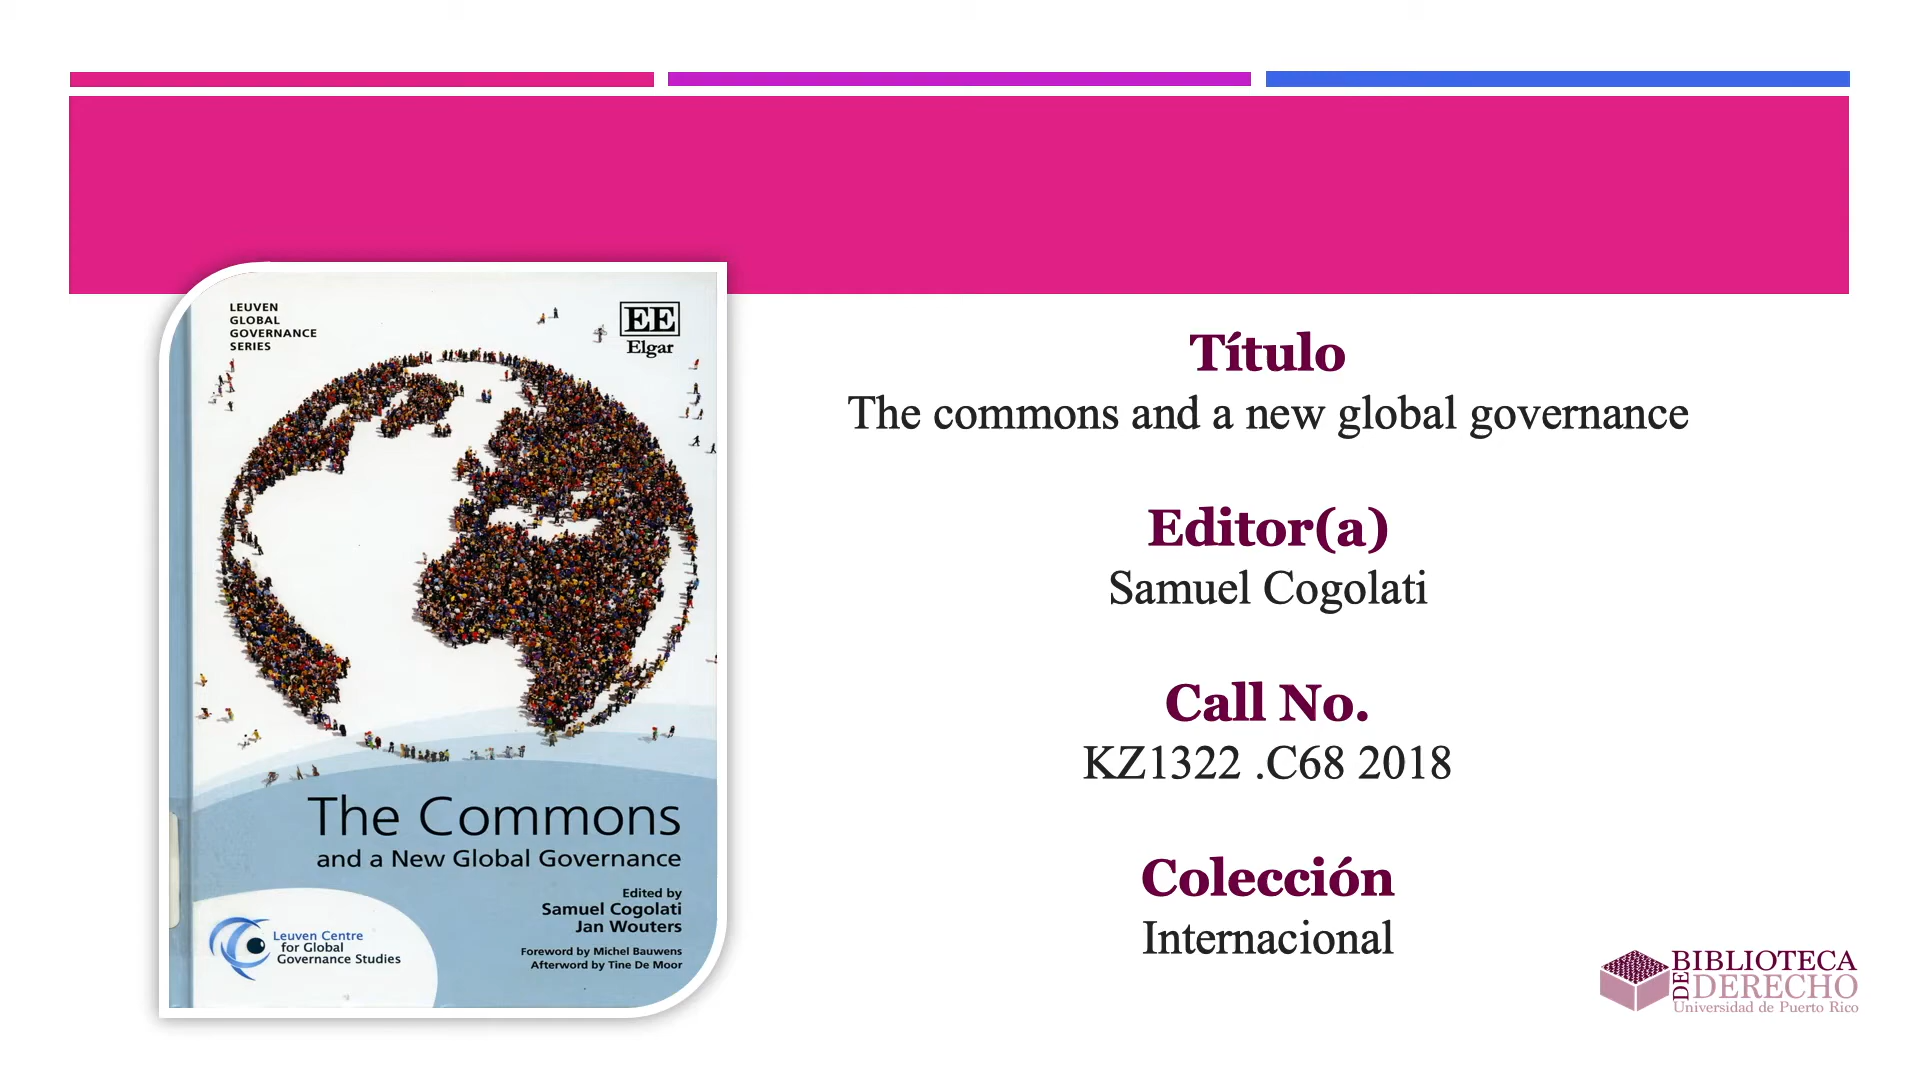 LEUVEN
GLOBAL
GOVERNANCE
SERIES
EE
Elgar
The Commons
and a New Global Governance
Edited by
Samuel Cogolati
Jan Wouters
Foreword by Michel Bauwens
Afterword by Tine De Moor
Leuven Centre
for Global
Governance Studies
Título
The commons and a new global governance
Editor(a)
Samuel Cogolati
Call No.
KZ1322 .C68 2018
Colección
Internacional
BIBLIOTECA
DE DERECHO
Universidad de Puerto Rico